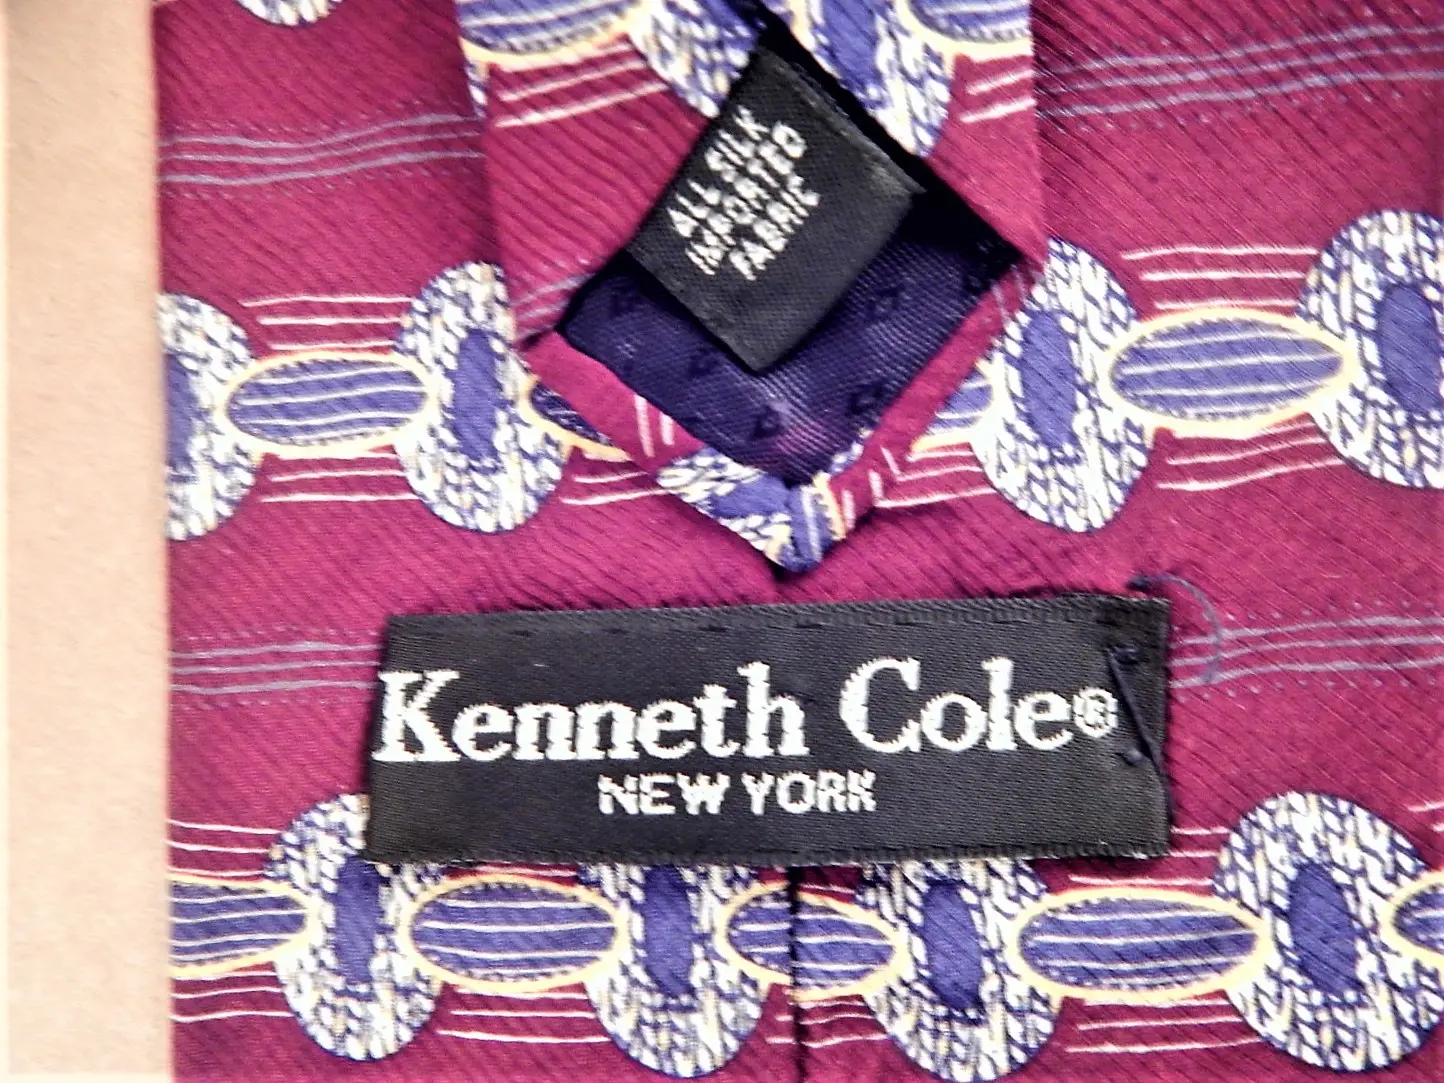 ALL SILK
IMPORTED
FABRIC
Kenneth Cole®
NEW YORK